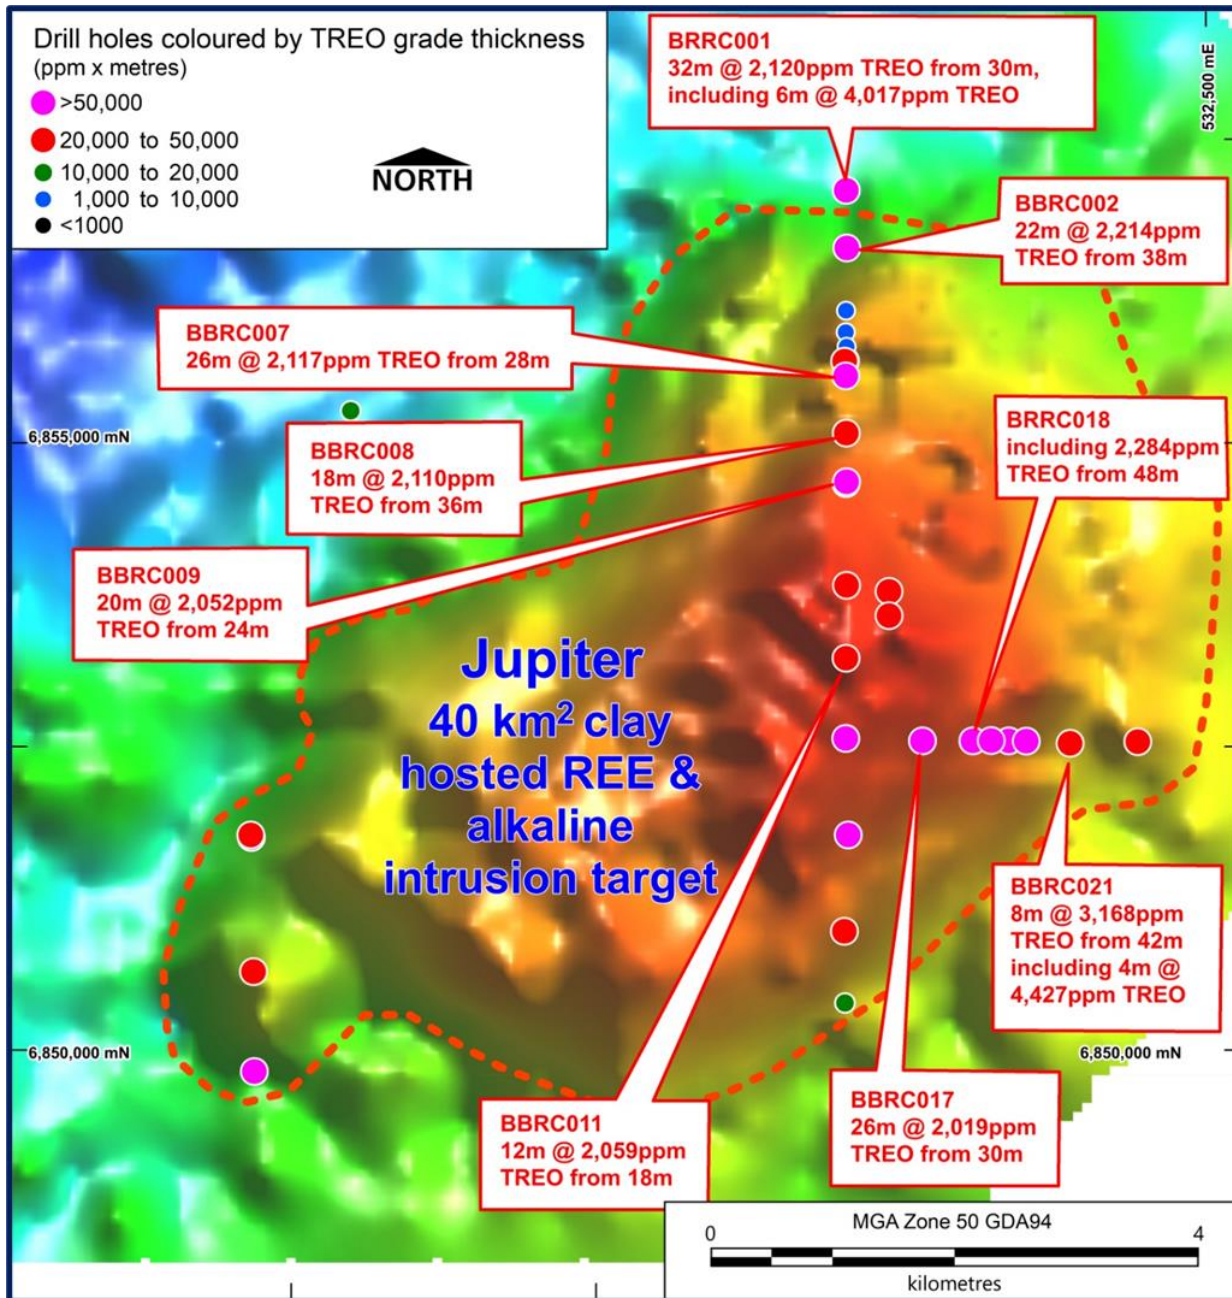 Drill holes coloured by TREO grade thickness
(ppm x metres)
>50,000
20,000 to 50,000
10,000 to 20,000
1,000 to 10,000
<1000
NORTH
BRRC001
32m @ 2,120ppm TREO from 30m,
including 6m @ 4,017ppm TREO
532,500 mE
BBRC002
22m @ 2,214ppm
TREO from 38m
BBRC007
26m @ 2,117ppm TREO from 28m
6,855,000 mN
BBRC008
18m @ 2,110ppm
TREO from 36m
BRRC018
including 2,284ppm
TREO from 48m
BBRC009
20m @ 2,052ppm
TREO from 24m
Jupiter
40 km² clay
hosted REE &
alkaline
intrusion target
BBRC021
8m @ 3,168ppm
TREO from 42m
including 4m @
4,427ppm TREO
6,850,000 mN
6,850,000 mN
BBRC011
12m @ 2,059ppm
TREO from 18m
BBRC017
26m @ 2,019ppm
TREO from 30m
MGA Zone 50 GDA94
0 4
kilometres